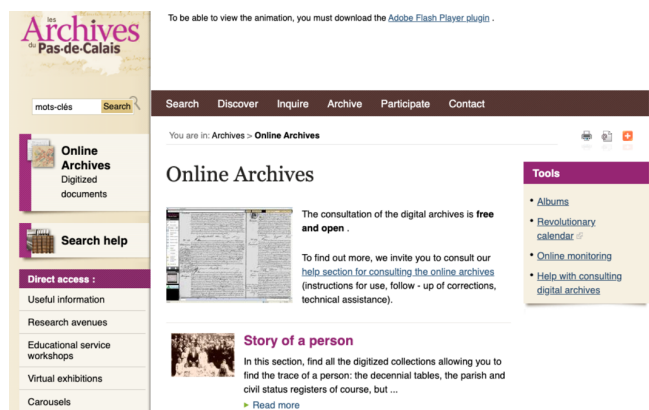 les
Archives
du Pas-de-Calais
To be able to view the animation, you must download the Adobe Flash Player plugin .
mots-clés
Search
Search Discover Inquire Archive Participate Contact
You are in: Archives > Online Archives
Online
Archives
Digitized
documents
Search help
Direct access :
Useful information
Research avenues
Educational service
workshops
Virtual exhibitions
Carousels
Online Archives
The consultation of the digital archives is free
and open .
To find out more, we invite you to consult our
help section for consulting the online archives
(instructions for use, follow - up of corrections,
technical assistance).
Story of a person
In this section, find all the digitized collections allowing you to
find the trace of a person: the decennial tables, the parish and
civil status registers of course, but ...
Read more
Tools
Albums
Revolutionary
calendar
Online monitoring
Help with consulting
digital archives